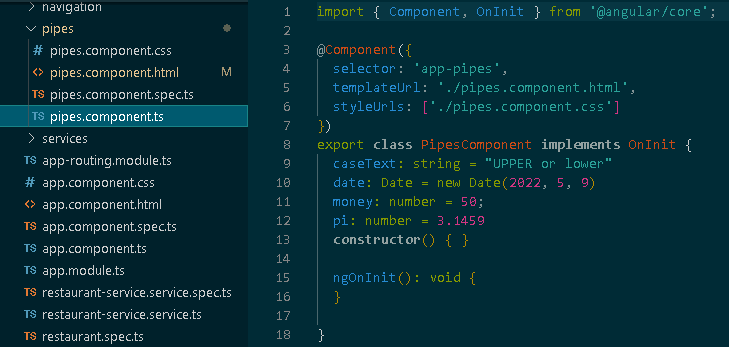 navigation
pipes
# pipes.component.css
<> pipes.component.html M
TS pipes.component.spec.ts
TS pipes.component.ts
services
TS app-routing.module.ts
# app.component.css
<> app.component.html
TS app.component.spec.ts
TS app.component.ts
TS app.module.ts
TS restaurant-service.service.spec.ts
TS restaurant-service.service.ts
TS restaurant.spec.ts
1 import { Component, OnInit } from '@angular/core';
2
3 @Component({
4   selector: 'app-pipes',
5   templateUrl: './pipes.component.html',
6   styleUrls: ['./pipes.component.css']
7 })
8 export class PipesComponent implements OnInit {
9   caseText: string = "UPPER or lower"
10   date: Date = new Date(2022, 5, 9)
11   money: number = 50;
12   pi: number = 3.1459
13   constructor() { }
14
15   ngOnInit(): void {
16   }
17
18 }